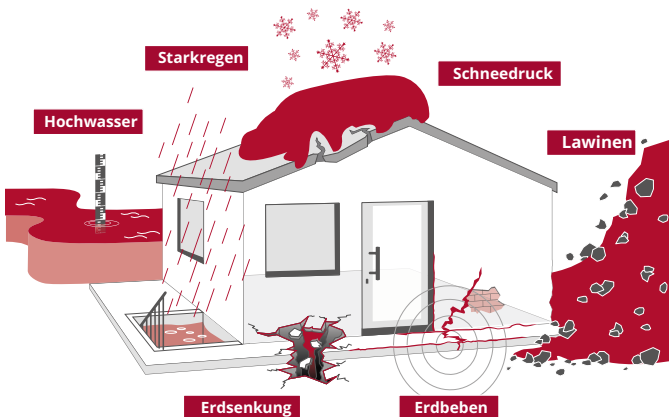 Starkregen
Schneedruck
Hochwasser
Lawinen
Erdsenkung
Erdbeben